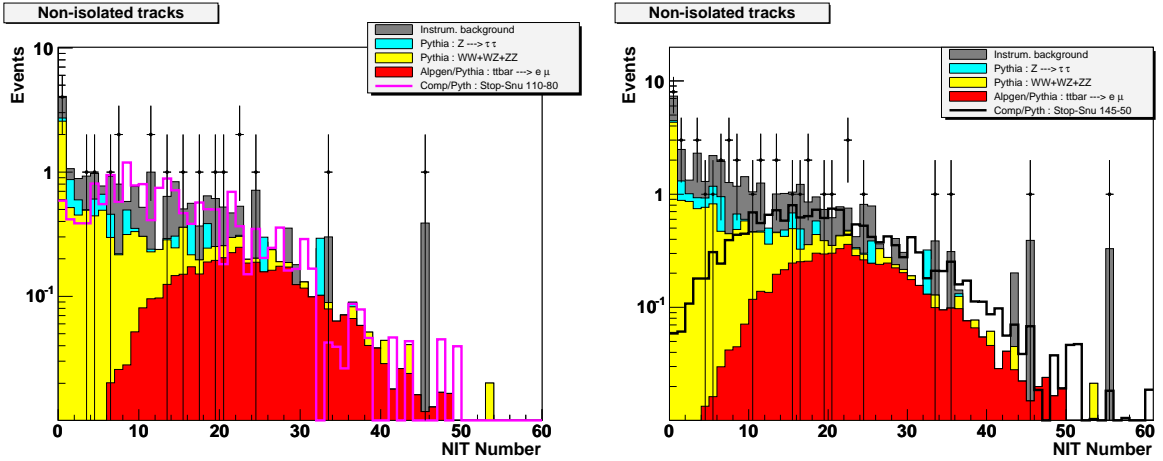 Non-isolated tracks
Events
10
1
10-1
Instrum. background
Pythia : Z ---> τ τ
Pythia : WW+WZ+ZZ
Alpgen/Pythia : ttbar ---> e μ
Comp/Pyth : Stop-Snu 110-80
0 10 20 30 40 50 60
NIT Number
Non-isolated tracks
Events
10
1
10-1
Instrum. background
Pythia : Z ---> τ τ
Pythia : WW+WZ+ZZ
Alpgen/Pythia : ttbar ---> e μ
Comp/Pyth : Stop-Snu 145-50
0 10 20 30 40 50 60
NIT Number